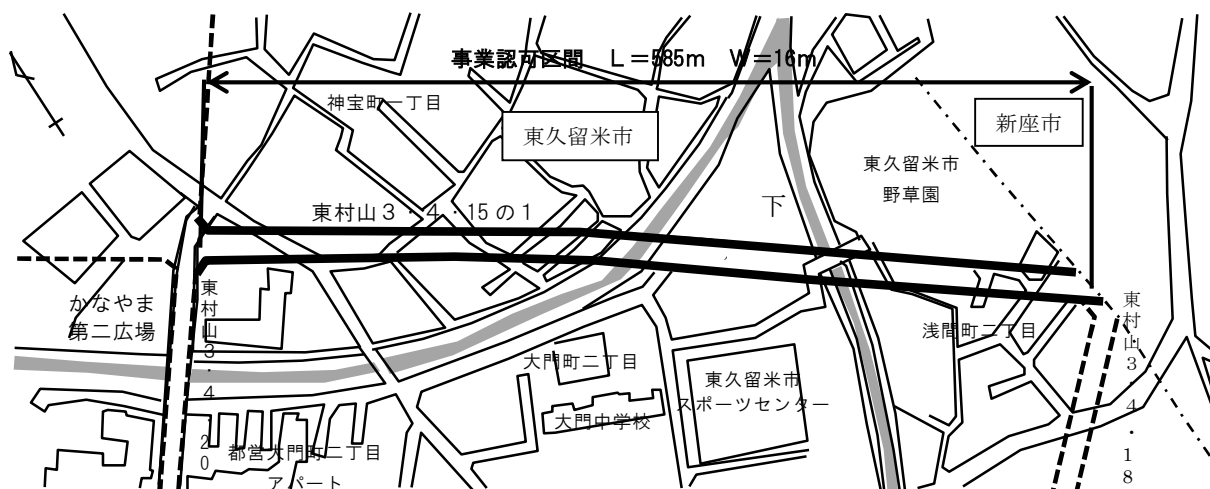 事業認可区間 L=585m W=16m
神宝町一丁目
東久留米市
新座市
東久留米市
野草園
東村山3・4・15の1
下
かなやま
第二広場
東村山3・4・20
浅間町二丁目
東村山3・4・18
大門町二丁目
東久留米市
スポーツセンター
大門中学校
都営大門町二丁目
アパート